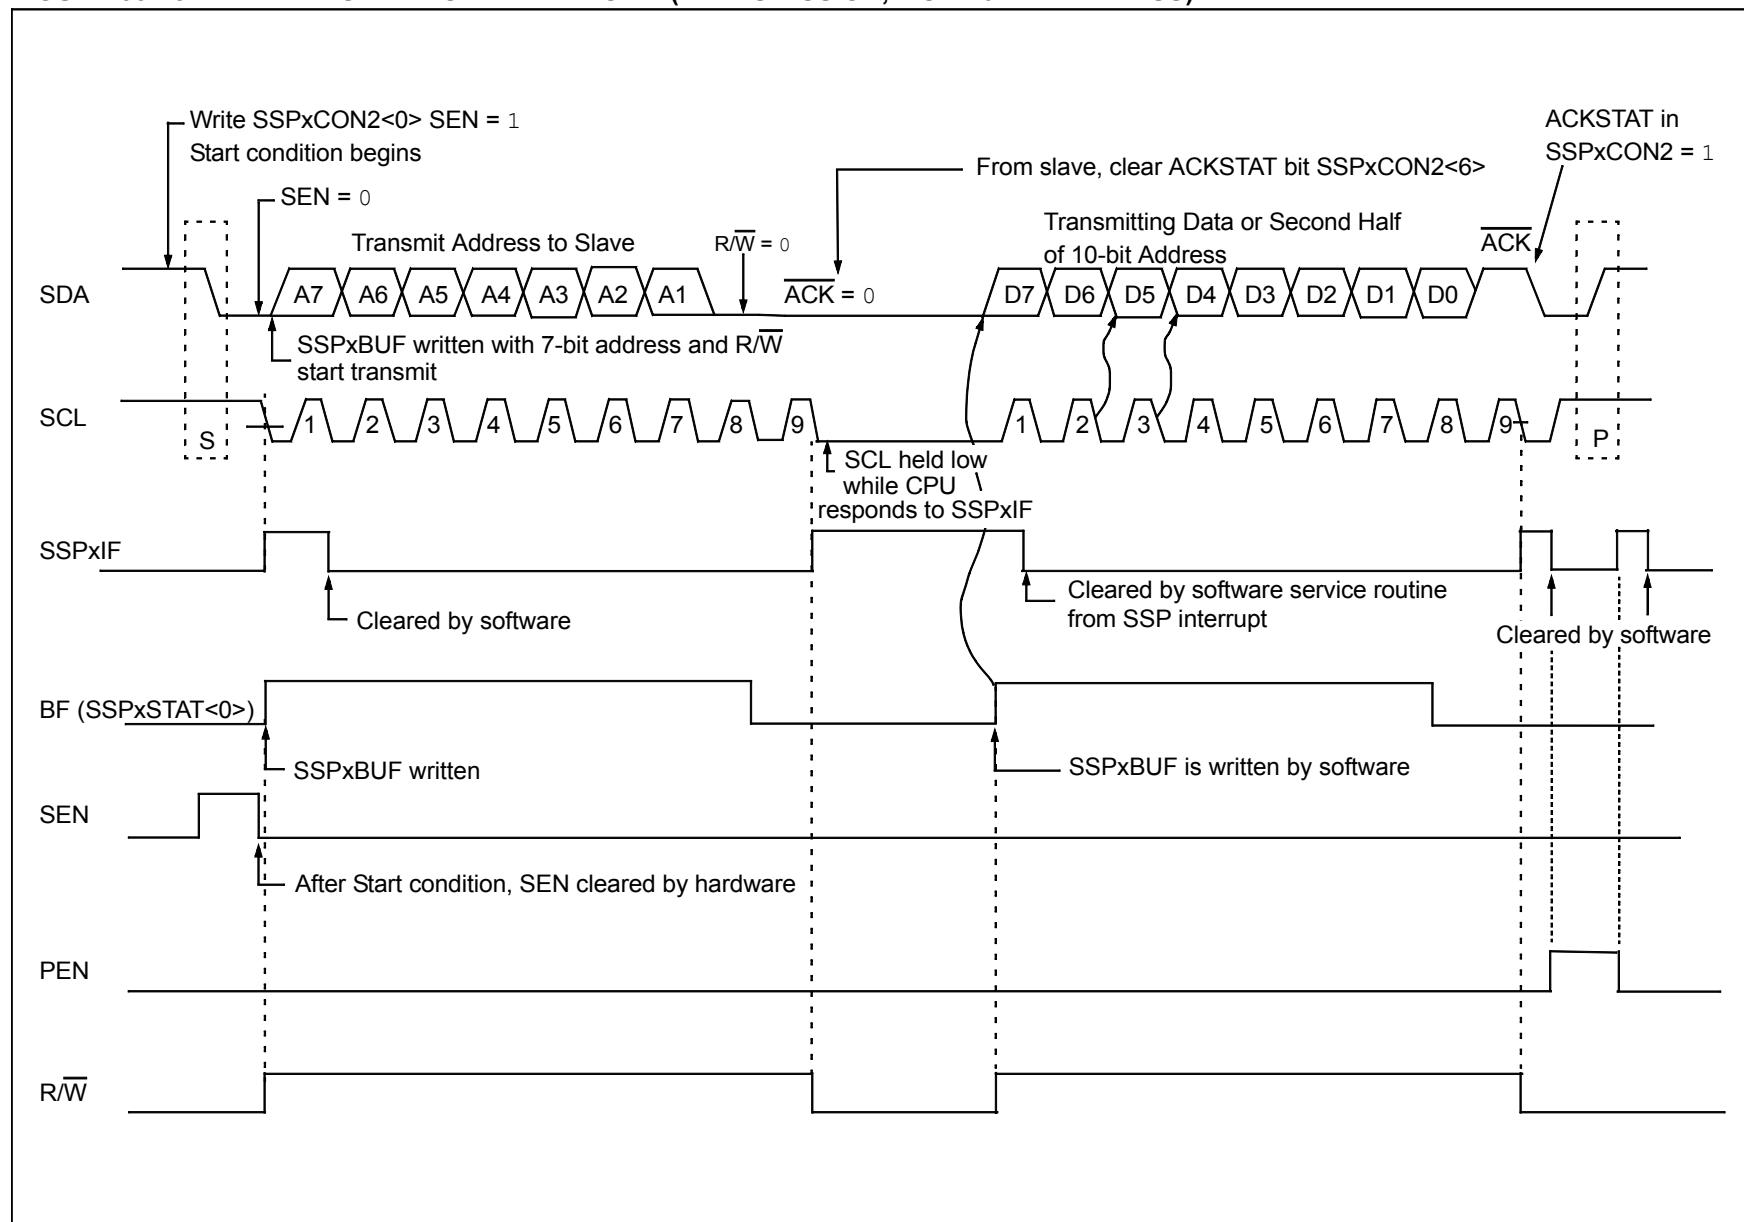 Write SSPxCON2<0> SEN = 1
Start condition begins
ACKSTAT in
SSPxCON2 = 1
From slave, clear ACKSTAT bit SSPxCON2<6>
SEN = 0
Transmit Address to Slave
R/W̅ = 0
Transmitting Data or Second Half
of 10-bit Address
A̅C̅K̅
SDA
A7 A6 A5 A4 A3 A2 A1
A̅C̅K̅ = 0
D7 D6 D5 D4 D3 D2 D1 D0
SSPxBUF written with 7-bit address and R/W̅
start transmit
SCL
S
1 2 3 4 5 6 7 8 9
1 2 3 4 5 6 7 8 9
P
SCL held low
while CPU
responds to SSPxIF
SSPxIF
Cleared by software
Cleared by software service routine
from SSP interrupt
Cleared by software
BF (SSPxSTAT<0>)
SSPxBUF written
SSPxBUF is written by software
SEN
After Start condition, SEN cleared by hardware
PEN
R/W̅